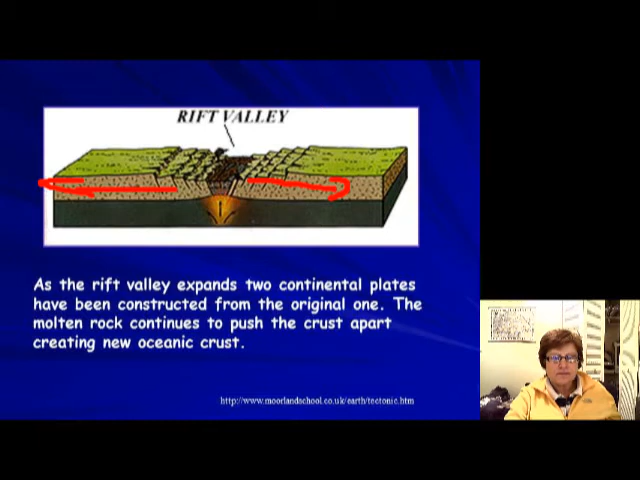 RIFT VALLEY
As the rift valley expands two continental plates
have been constructed from the original one. The
molten rock continues to push the crust apart
creating new oceanic crust.
http://www.moorlandschool.co.uk/earth/tectonic.htm